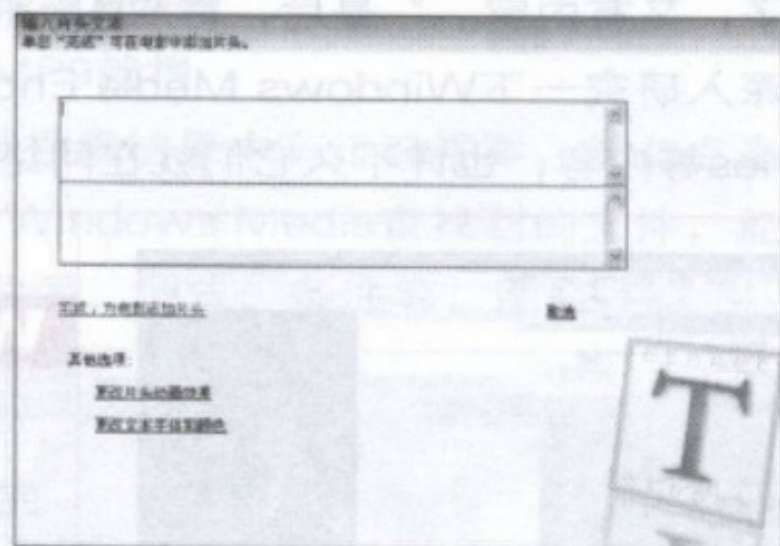 输入片头文本
单击“完成”可在电影中添加片头。
完成，为电影添加片头
取消
其他选项:
更改片头动画效果
更改文本字体和颜色
T